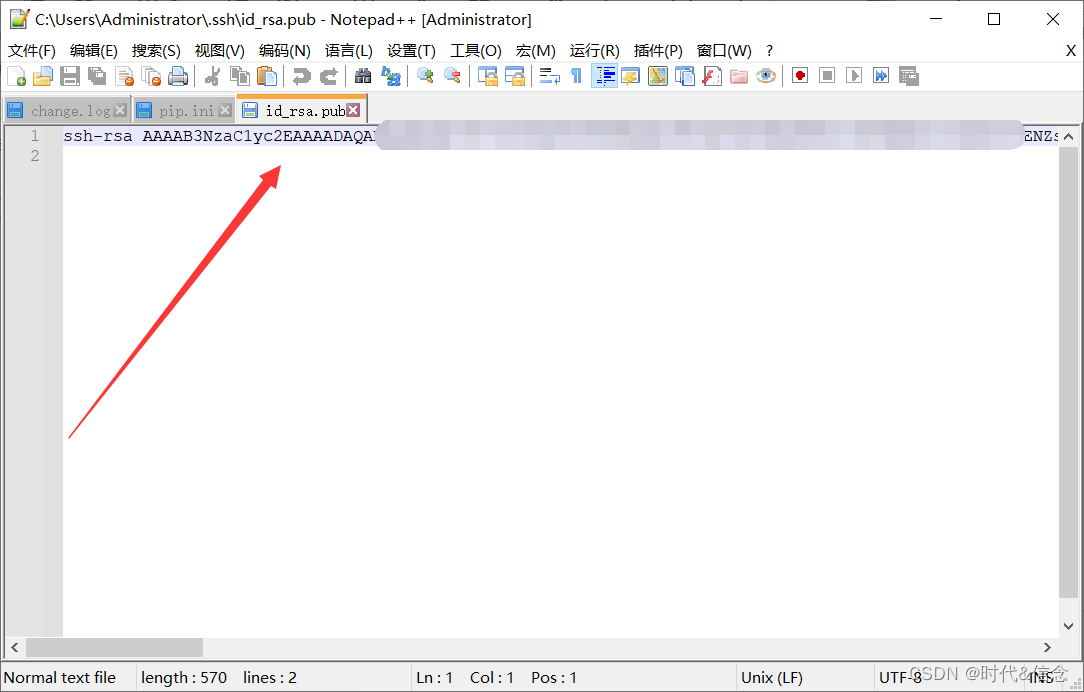 C:\Users\Administrator\.ssh\id_rsa.pub - Notepad++ [Administrator]
文件(F) 编辑(E) 搜索(S) 视图(V) 编码(N) 语言(L) 设置(T) 工具(O) 宏(M) 运行(R) 插件(P) 窗口(W) ? X
change.log pip.ini id_rsa.pub
1 ssh-rsa AAAAB3NzaC1yc2EAAAADAQA ENZs
2
Normal text file length : 570 lines : 2 Ln : 1 Col : 1 Pos : 1 Unix (LF) UTF-8 INS
CSDN @时代&信念